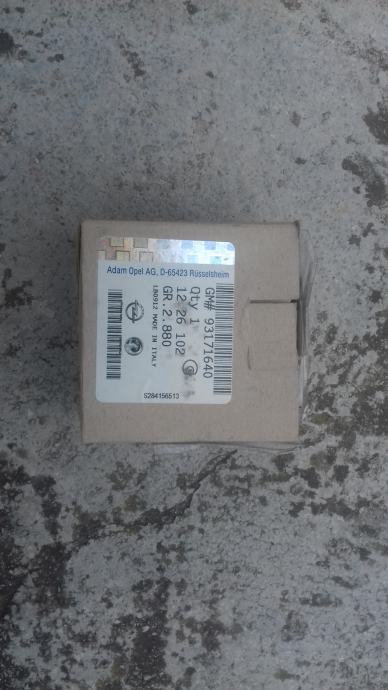 Adam Opel AG, D-65423 Rüsselsheim
GM# 93171640
Qty 1
12 26 102 G
GR.2.880
LB0912 MADE IN ITALY
S284156513